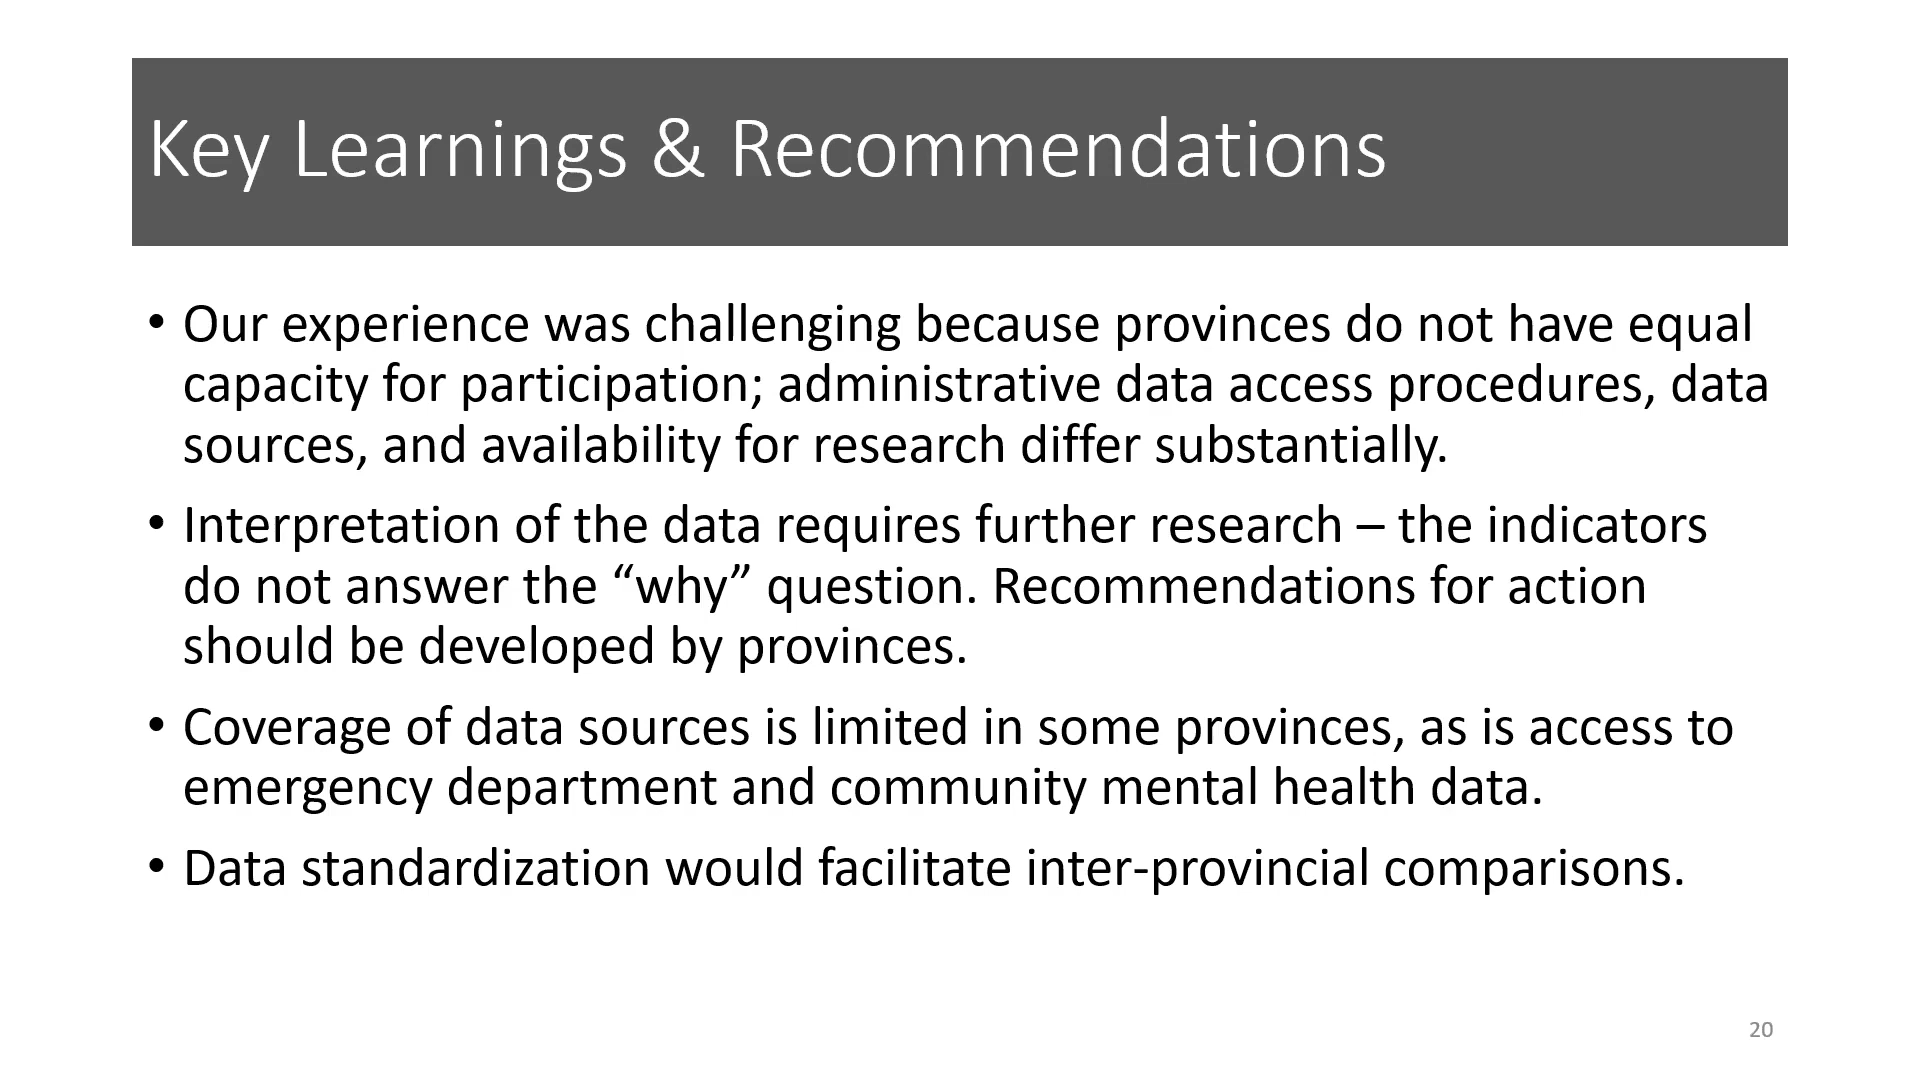 Key Learnings & Recommendations
• Our experience was challenging because provinces do not have equal
capacity for participation; administrative data access procedures, data
sources, and availability for research differ substantially.
• Interpretation of the data requires further research – the indicators
do not answer the “why” question. Recommendations for action
should be developed by provinces.
• Coverage of data sources is limited in some provinces, as is access to
emergency department and community mental health data.
• Data standardization would facilitate inter-provincial comparisons.
20